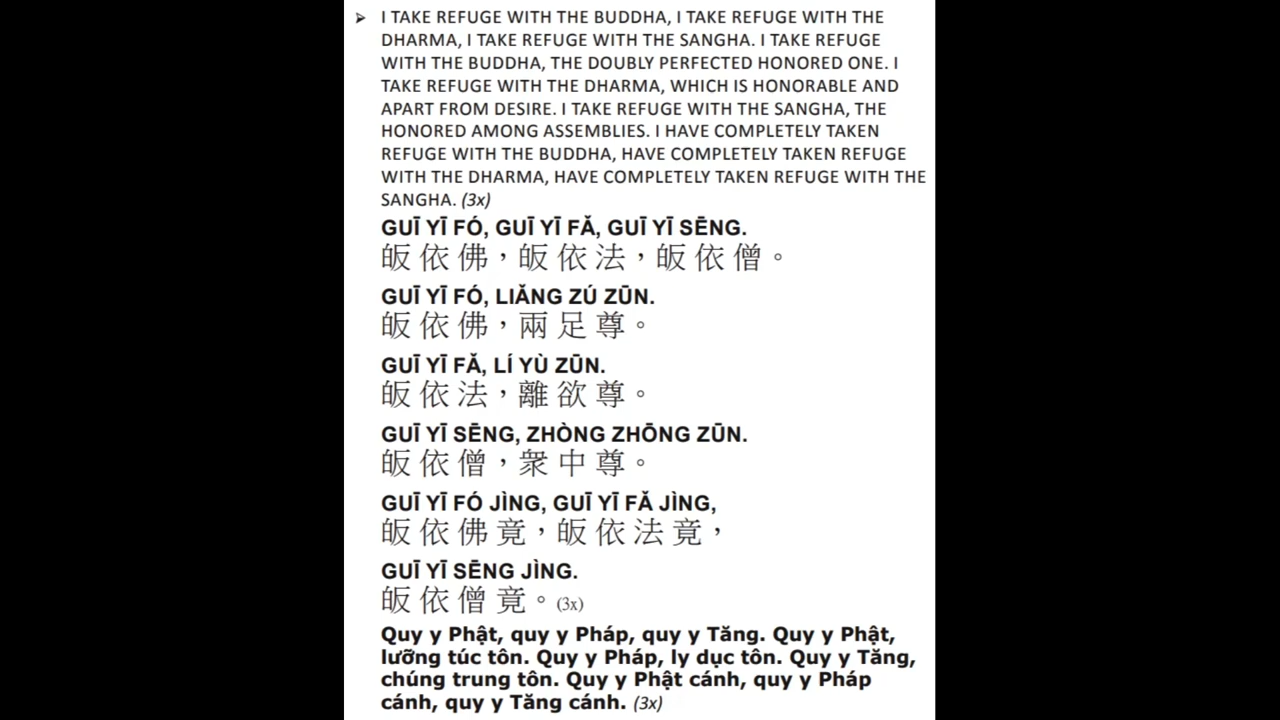 ➢ I TAKE REFUGE WITH THE BUDDHA, I TAKE REFUGE WITH THE
DHARMA, I TAKE REFUGE WITH THE SANGHA. I TAKE REFUGE
WITH THE BUDDHA, THE DOUBLY PERFECTED HONORED ONE. I
TAKE REFUGE WITH THE DHARMA, WHICH IS HONORABLE AND
APART FROM DESIRE. I TAKE REFUGE WITH THE SANGHA, THE
HONORED AMONG ASSEMBLIES. I HAVE COMPLETELY TAKEN
REFUGE WITH THE BUDDHA, HAVE COMPLETELY TAKEN REFUGE
WITH THE DHARMA, HAVE COMPLETELY TAKEN REFUGE WITH THE
SANGHA. (3x)
GUĪ YĪ FÓ, GUĪ YĪ FǍ, GUĪ YĪ SĒNG.
皈依佛，皈依法，皈依僧。
GUĪ YĪ FÓ, LIǍNG ZÚ ZŪN.
皈依佛，兩足尊。
GUĪ YĪ FǍ, LÍ YÙ ZŪN.
皈依法，離欲尊。
GUĪ YĪ SĒNG, ZHÒNG ZHŌNG ZŪN.
皈依僧，衆中尊。
GUĪ YĪ FÓ JÌNG, GUĪ YĪ FǍ JÌNG,
皈依佛竟，皈依法竟，
GUĪ YĪ SĒNG JÌNG.
皈依僧竟。(3x)
Quy y Phật, quy y Pháp, quy y Tăng. Quy y Phật,
lưỡng túc tôn. Quy y Pháp, ly dục tôn. Quy y Tăng,
chúng trung tôn. Quy y Phật cánh, quy y Pháp
cánh, quy y Tăng cánh. (3x)